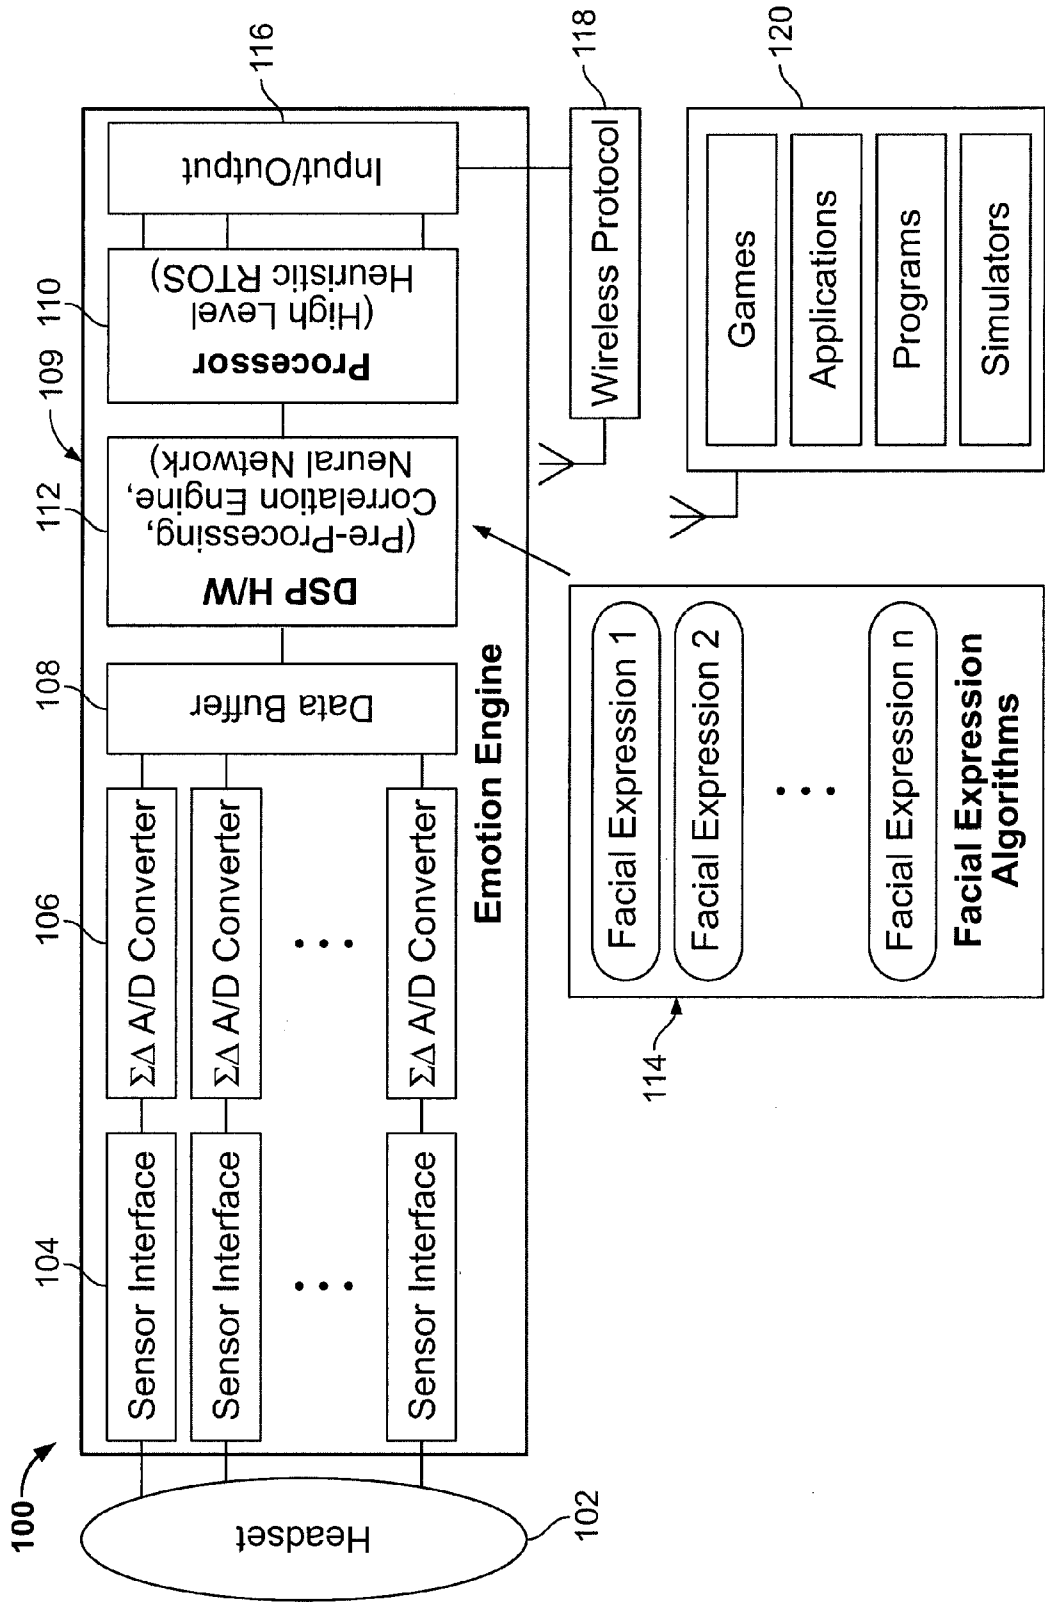 100
104
106
108
112
109
110
116
Headset
102
Sensor Interface
Sensor Interface
• • •
Sensor Interface
ΣΔ A/D Converter
ΣΔ A/D Converter
• • •
ΣΔ A/D Converter
Data Buffer
DSP H/W
(Pre-Processing,
Correlation Engine,
Neural Network)
Processor
(High Level
Heuristic RTOS)
Input/Output
Emotion Engine
Wireless Protocol
118
114
Facial Expression 1
Facial Expression 2
• • •
Facial Expression n
Facial Expression
Algorithms
Games
Applications
Programs
Simulators
120